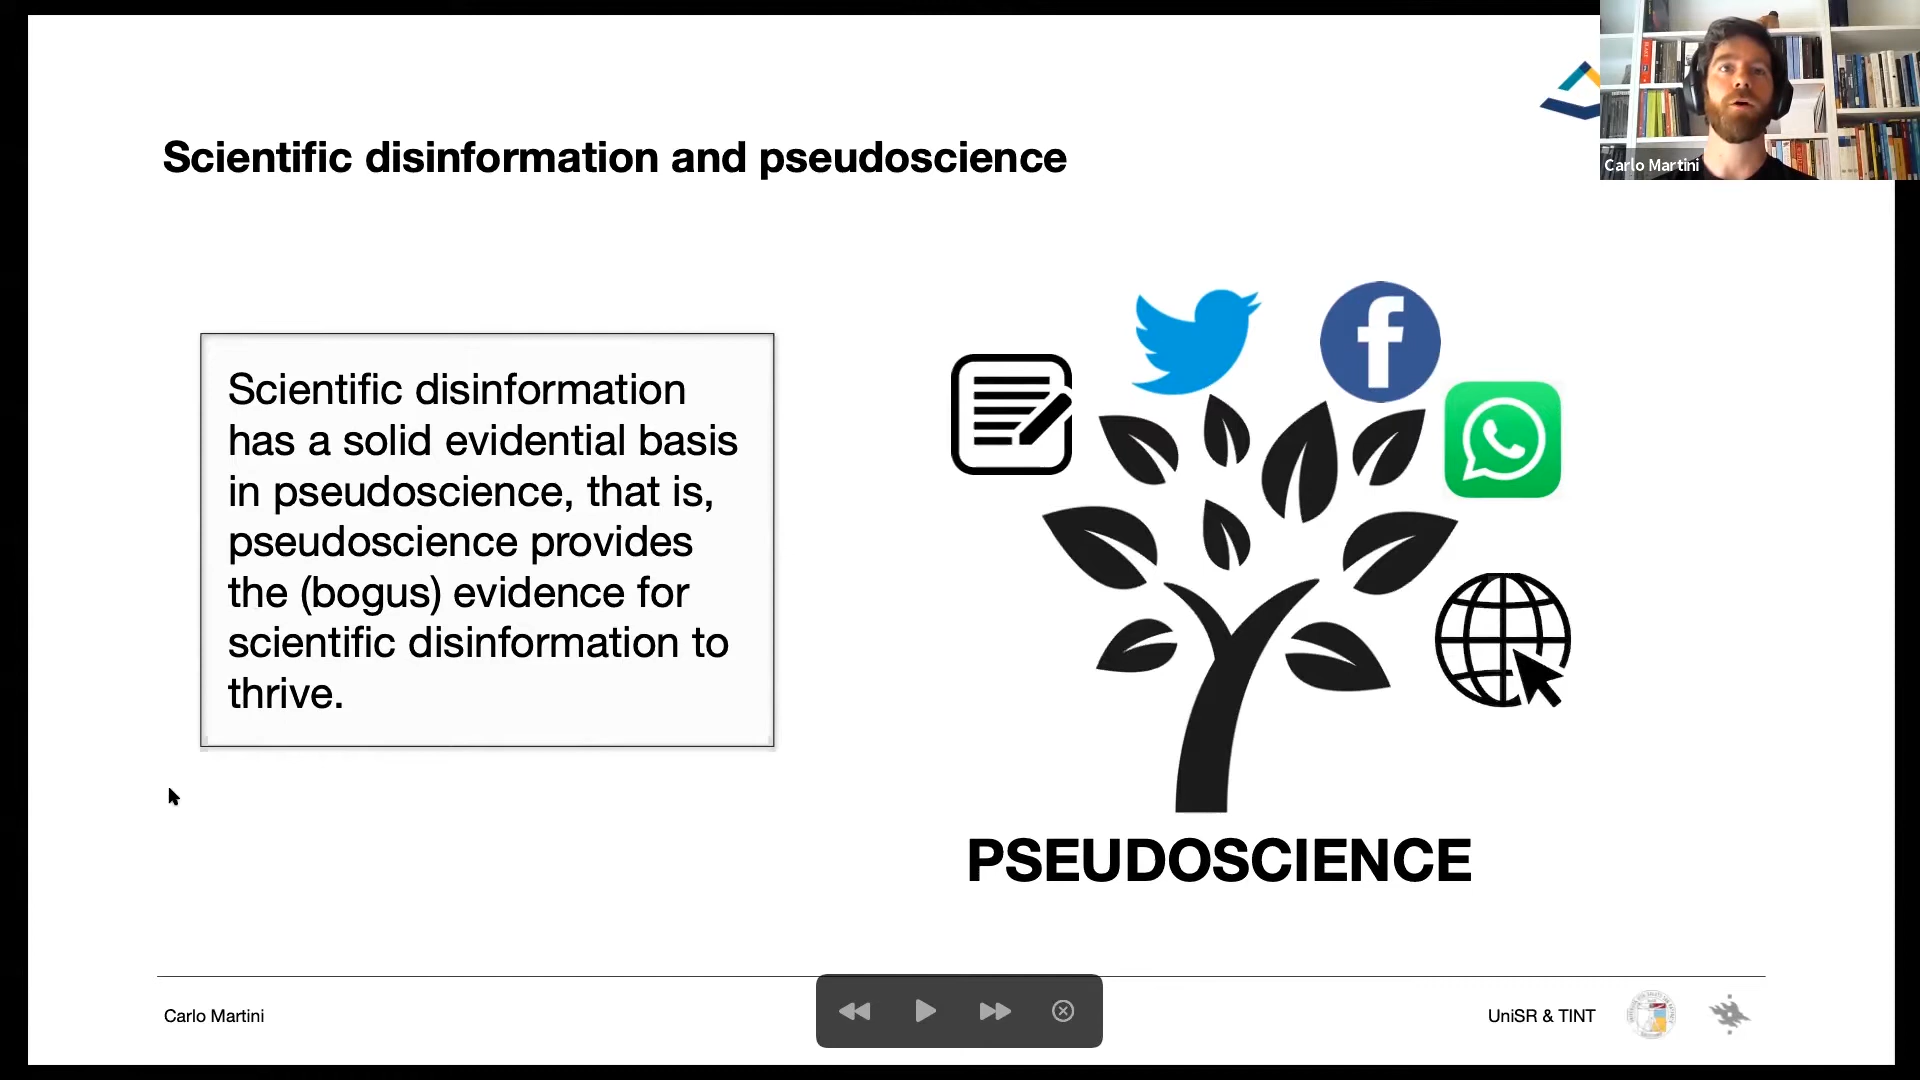 Carlo Martini
Scientific disinformation and pseudoscience
Scientific disinformation
has a solid evidential basis
in pseudoscience, that is,
pseudoscience provides
the (bogus) evidence for
scientific disinformation to
thrive.
PSEUDOSCIENCE
Carlo Martini
UniSR & TINT